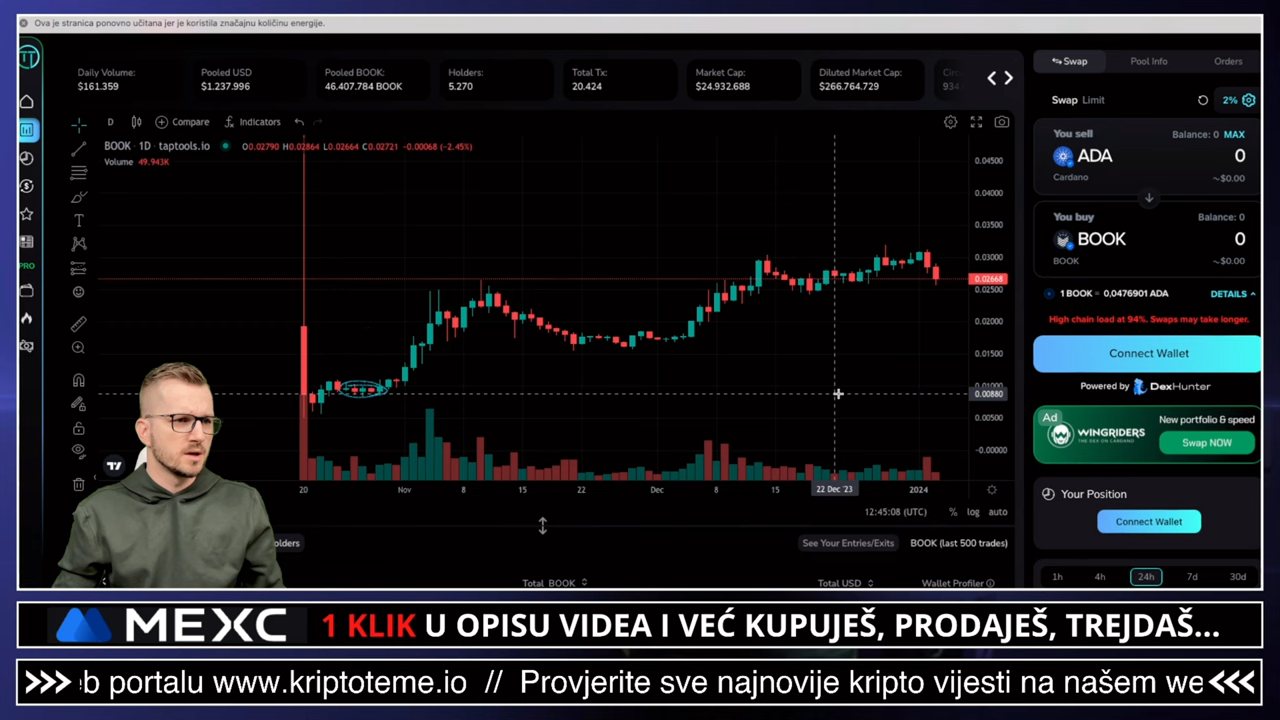 Ova je stranica ponovno učitana jer je koristila značajnu količinu energije.
Daily Volume: Pooled USD Pooled BOOK: Holders: Total Tx: Market Cap: Diluted Market Cap:
$161.359 $1.237.996 46.407.784 BOOK 5.270 20.424 $24.932.688 $266.764.729 934
D Compare Indicators
BOOK · 1D · taptools.io O0.02790 H0.02864 L0.02664 C0.02721 -0.00068 (-2.45%)
Volume 49.943K
0.04500
0.04000
0.03500
0.03000
0.02668
0.02500
0.02000
0.01500
0.01000
0.00880
0.00500
-0.00000
20 Nov 8 15 22 Dec 8 15 22 Dec '23 2024
12:45:08 (UTC) % log auto
PRO
olders See Your Entries/Exits BOOK (last 500 trades)
Total BOOK Total USD Wallet Profiler
Swap Pool Info Orders
Swap Limit 2%
You sell Balance: 0 MAX
ADA 0
Cardano ~$0.00
You buy Balance: 0
BOOK 0
BOOK ~$0.00
1 BOOK = 0,0476901 ADA DETAILS
High chain load at 94%. Swaps may take longer.
Connect Wallet
Powered by DexHunter
Ad New portfolio & speed
WINGRIDERS
THE DEX ON CARDANO
Swap NOW
Your Position
Connect Wallet
1h 4h 24h 7d 30d
MEXC 1 KLIK U OPISU VIDEA I VEĆ KUPUJEŠ, PRODAJEŠ, TREJDAŠ...
b portalu www.kriptoteme.io // Provjerite sve najnovije kripto vijesti na našem we